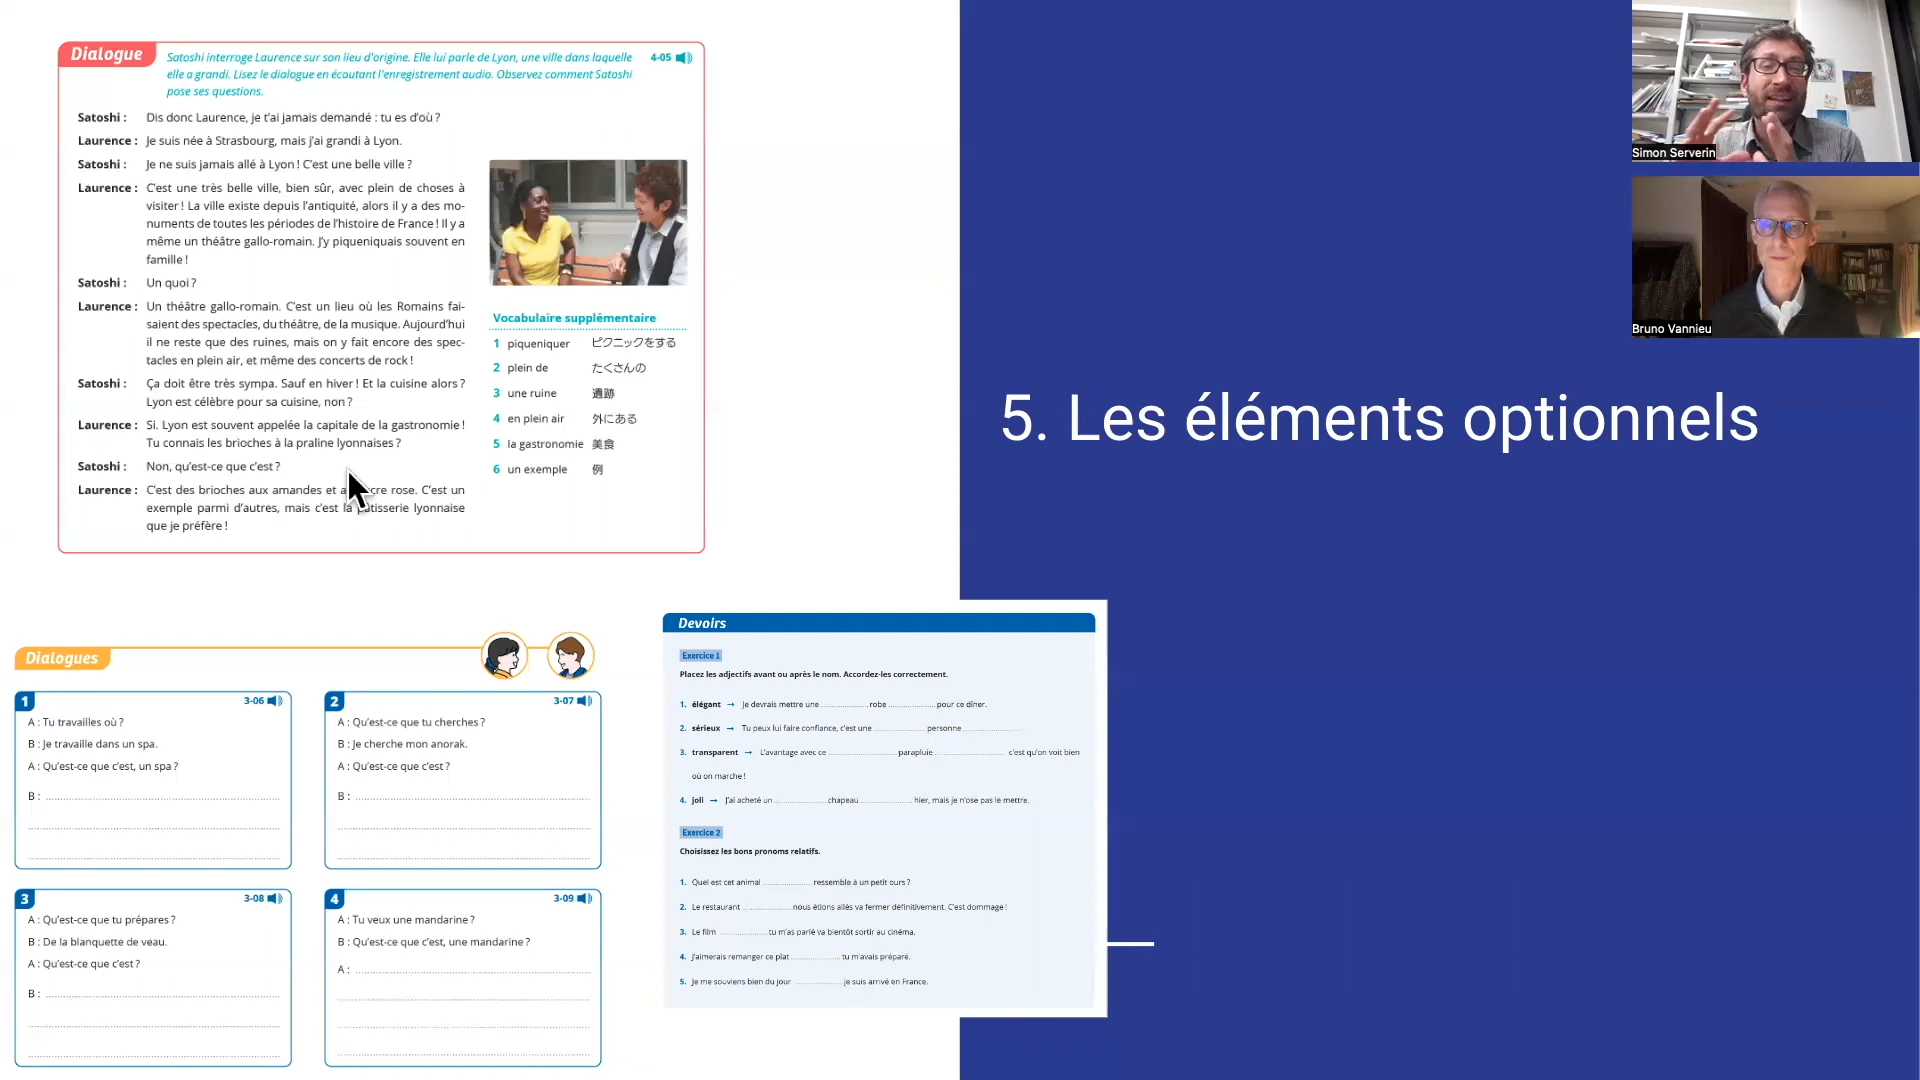 Dialogue
Satoshi interroge Laurence sur son lieu d'origine. Elle lui parle de Lyon, une ville dans laquelle
elle a grandi. Lisez le dialogue en écoutant l'enregistrement audio. Observez comment Satoshi
pose ses questions.
4-05
Satoshi : Dis donc Laurence, je t'ai jamais demandé : tu es d'où ?
Laurence : Je suis née à Strasbourg, mais j'ai grandi à Lyon.
Satoshi : Je ne suis jamais allé à Lyon ! C'est une belle ville ?
Laurence : C'est une très belle ville, bien sûr, avec plein de choses à
visiter ! La ville existe depuis l'antiquité, alors il y a des mo-
numents de toutes les périodes de l'histoire de France ! Il y a
même un théâtre gallo-romain. J'y piqueniquais souvent en
famille !
Satoshi : Un quoi ?
Laurence : Un théâtre gallo-romain. C'est un lieu où les Romains fai-
saient des spectacles, du théâtre, de la musique. Aujourd'hui
il ne reste que des ruines, mais on y fait encore des spec-
tacles en plein air, et même des concerts de rock !
Satoshi : Ça doit être très sympa. Sauf en hiver ! Et la cuisine alors ?
Lyon est célèbre pour sa cuisine, non ?
Laurence : Si. Lyon est souvent appelée la capitale de la gastronomie !
Tu connais les brioches à la praline lyonnaises ?
Satoshi : Non, qu'est-ce que c'est ?
Laurence : C'est des brioches aux amandes et a cre rose. C'est un
exemple parmi d'autres, mais c'est la pâtisserie lyonnaise
que je préfère !
Vocabulaire supplémentaire
1 piqueniquer ピクニックをする
2 plein de たくさんの
3 une ruine 遺跡
4 en plein air 外にある
5 la gastronomie 美食
6 un exemple 例
5. Les éléments optionnels
Simon Serverin
Bruno Vannieu
Dialogues
1 3-06
A : Tu travailles où ?
B : Je travaille dans un spa.
A : Qu'est-ce que c'est, un spa ?
B :
2 3-07
A : Qu'est-ce que tu cherches ?
B : Je cherche mon anorak.
A : Qu'est-ce que c'est ?
B :
3 3-08
A : Qu'est-ce que tu prépares ?
B : De la blanquette de veau.
A : Qu'est-ce que c'est ?
B :
4 3-09
A : Tu veux une mandarine ?
B : Qu'est-ce que c'est, une mandarine ?
A :
Devoirs
Exercice 1
Placez les adjectifs avant ou après le nom. Accordez-les correctement.
1. élégant → Je devrais mettre une .................... robe .................... pour ce dîner.
2. sérieux → Tu peux lui faire confiance, c'est une .................... personne ....................
3. transparent → L'avantage avec ce .................... parapluie .................... c'est qu'on voit bien
où on marche !
4. joli → J'ai acheté un .................... chapeau .................... hier, mais je n'ose pas le mettre.
Exercice 2
Choisissez les bons pronoms relatifs.
1. Quel est cet animal .................... ressemble à un petit ours ?
2. Le restaurant .................... nous étions allés va fermer définitivement. C'est dommage !
3. Le film .................... tu m'as parlé va bientôt sortir au cinéma.
4. J'aimerais remanger ce plat .................... tu m'avais préparé.
5. Je me souviens bien du jour .................... je suis arrivé en France.